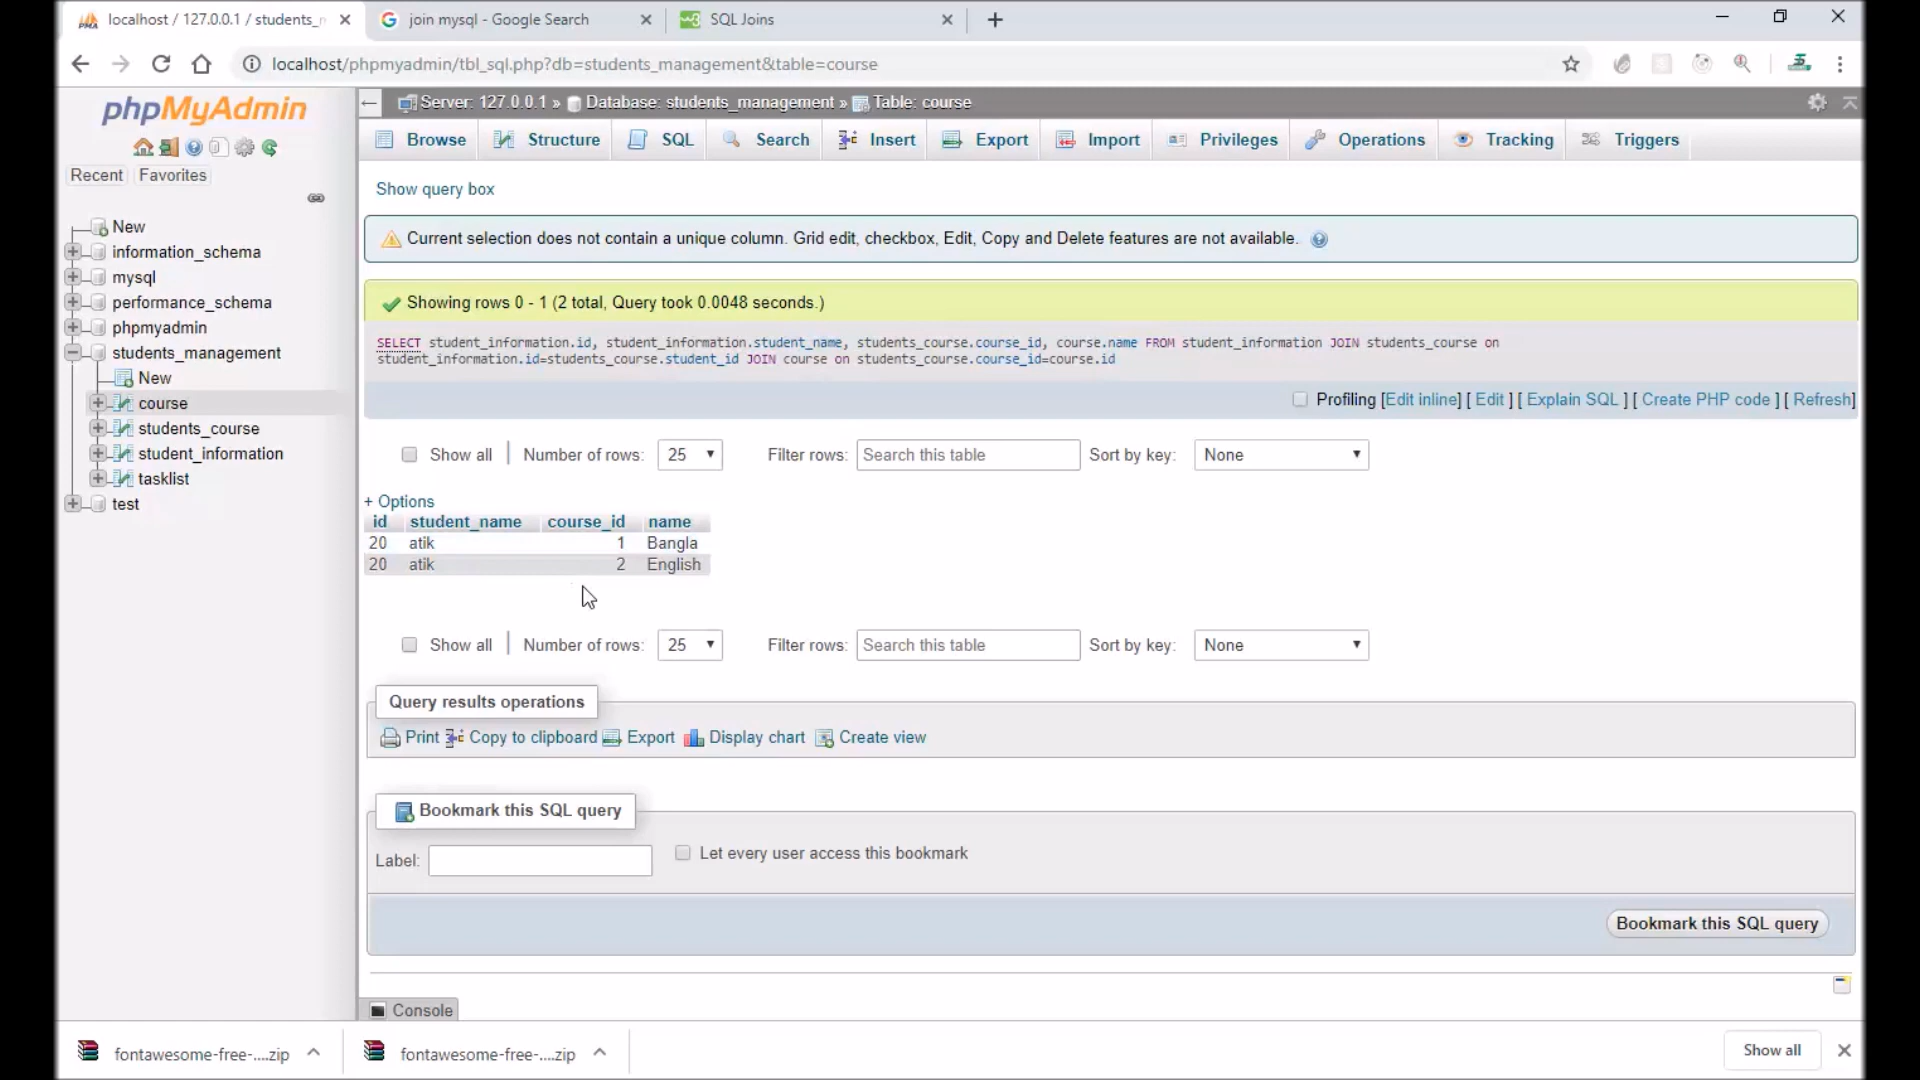 localhost / 127.0.0.1 / students_m
join mysql - Google Search
SQL Joins
localhost/phpmyadmin/tbl_sql.php?db=students_management&table=course
phpMyAdmin
Recent Favorites
New
information_schema
mysql
performance_schema
phpmyadmin
students_management
New
course
students_course
student_information
tasklist
test
Server: 127.0.0.1 » Database: students_management » Table: course
Browse Structure SQL Search Insert Export Import Privileges Operations Tracking Triggers
Show query box
Current selection does not contain a unique column. Grid edit, checkbox, Edit, Copy and Delete features are not available.
Showing rows 0 - 1 (2 total, Query took 0.0048 seconds.)
SELECT student_information.id, student_information.student_name, students_course.course_id, course.name FROM student_information JOIN students_course on
student_information.id=students_course.student_id JOIN course on students_course.course_id=course.id
Profiling [Edit inline] [ Edit ] [ Explain SQL ] [ Create PHP code ] [ Refresh]
Show all | Number of rows: 25 Filter rows: Search this table Sort by key: None
+ Options
id student_name course_id name
20 atik 1 Bangla
20 atik 2 English
Show all | Number of rows: 25 Filter rows: Search this table Sort by key: None
Query results operations
Print Copy to clipboard Export Display chart Create view
Bookmark this SQL query
Label: Let every user access this bookmark
Bookmark this SQL query
Console
fontawesome-free-....zip fontawesome-free-....zip Show all